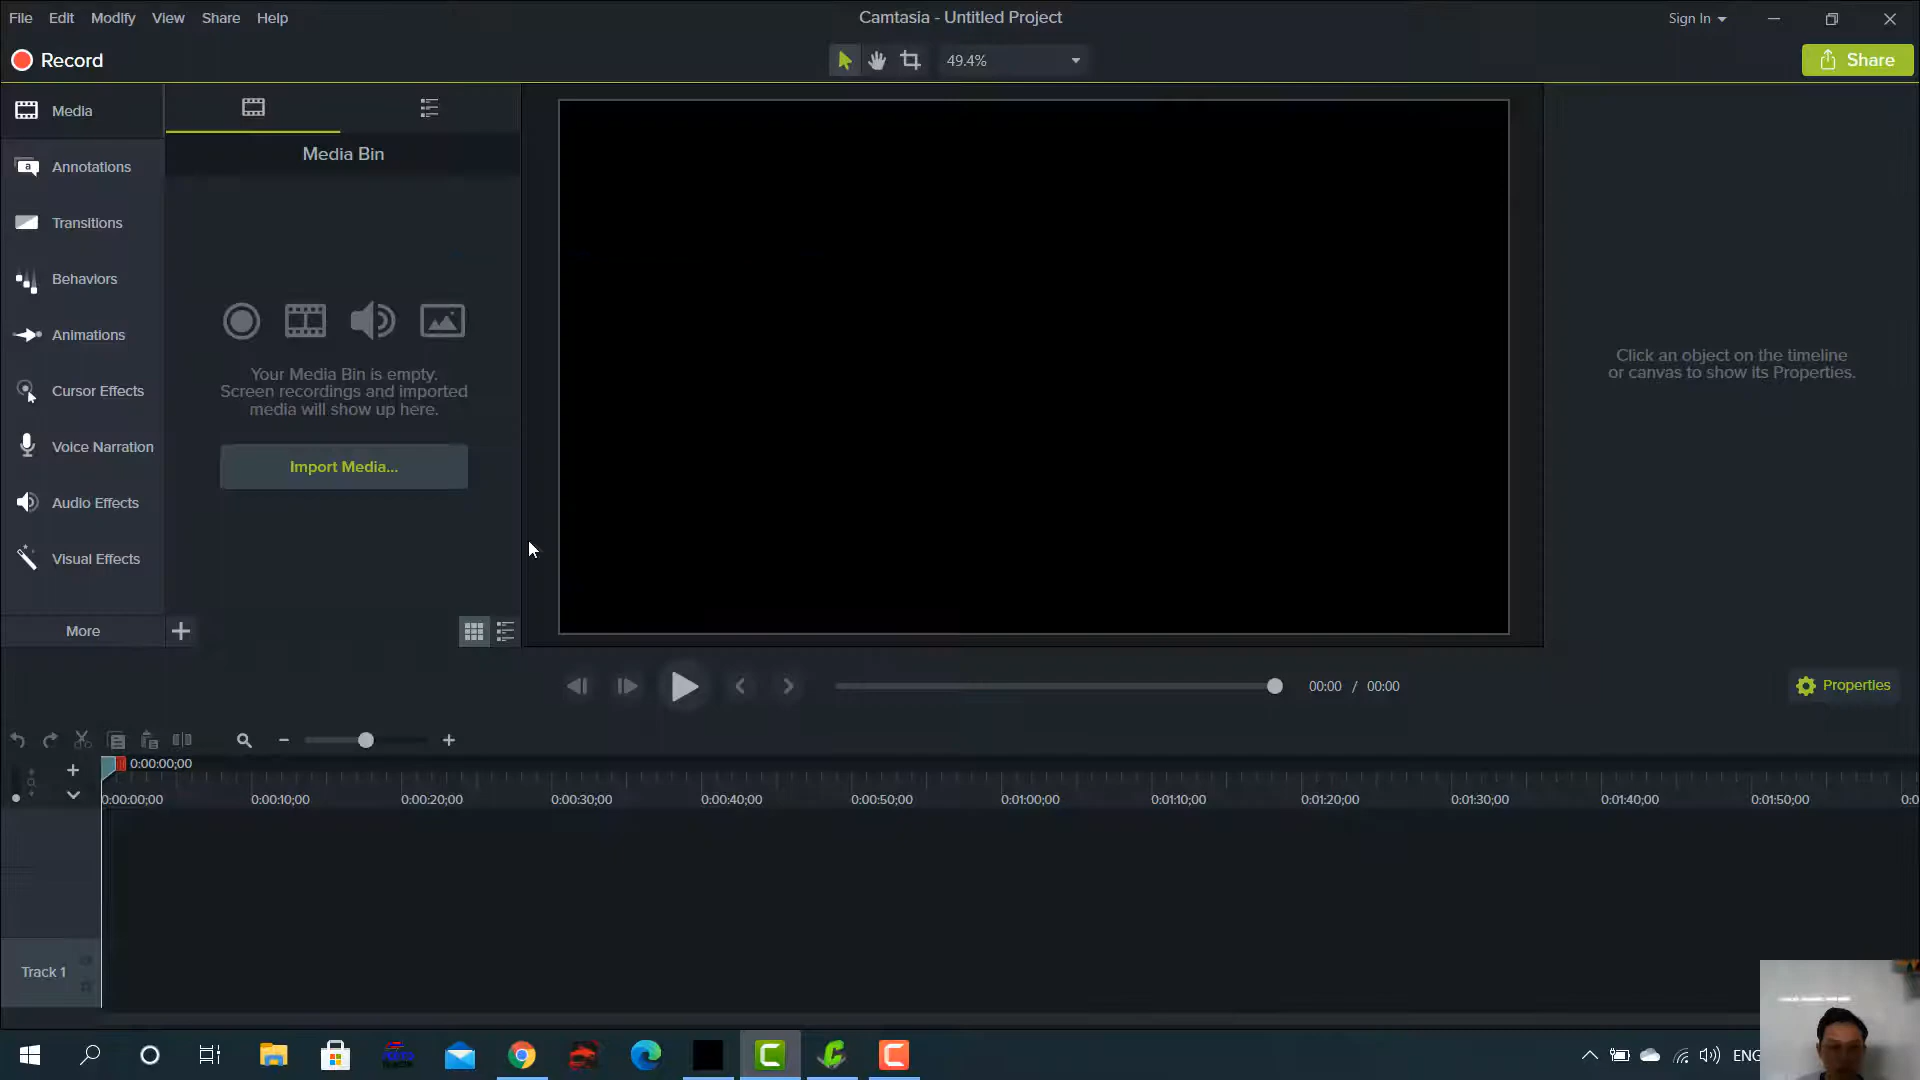 File Edit Modify View Share Help
Camtasia - Untitled Project
Sign In
Record
49.4%
Share
Media
Annotations
Transitions
Behaviors
Animations
Cursor Effects
Voice Narration
Audio Effects
Visual Effects
More
Media Bin
Your Media Bin is empty.
Screen recordings and imported
media will show up here.
Import Media...
Click an object on the timeline
or canvas to show its Properties.
00:00 / 00:00
Properties
0:00:00;00
0:00:00;00 0:00:10;00 0:00:20;00 0:00:30;00 0:00:40;00 0:00:50;00 0:01:00;00 0:01:10;00 0:01:20;00 0:01:30;00 0:01:40;00 0:01:50;00 0:0
Track 1
ENG